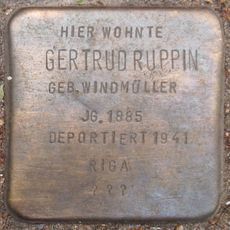 HIER WOHNTE
GERTRUD RUPPIN
GEB. WINDMÜLLER
JG. 1885
DEPORTIERT 1941
RIGA
???